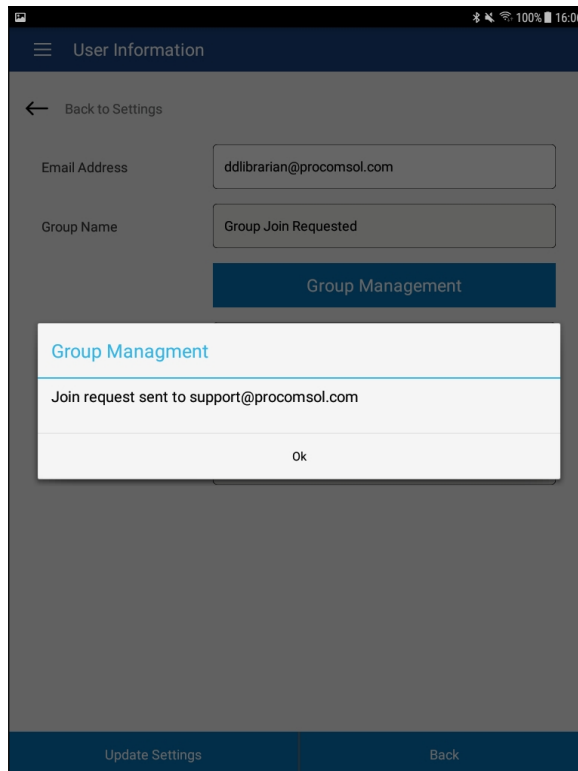 100% 16:06
User Information
Back to Settings
Email Address
ddlibrarian@procomsol.com
Group Name
Group Join Requested
Group Management
Group Managment
Join request sent to support@procomsol.com
Ok
Update Settings
Back